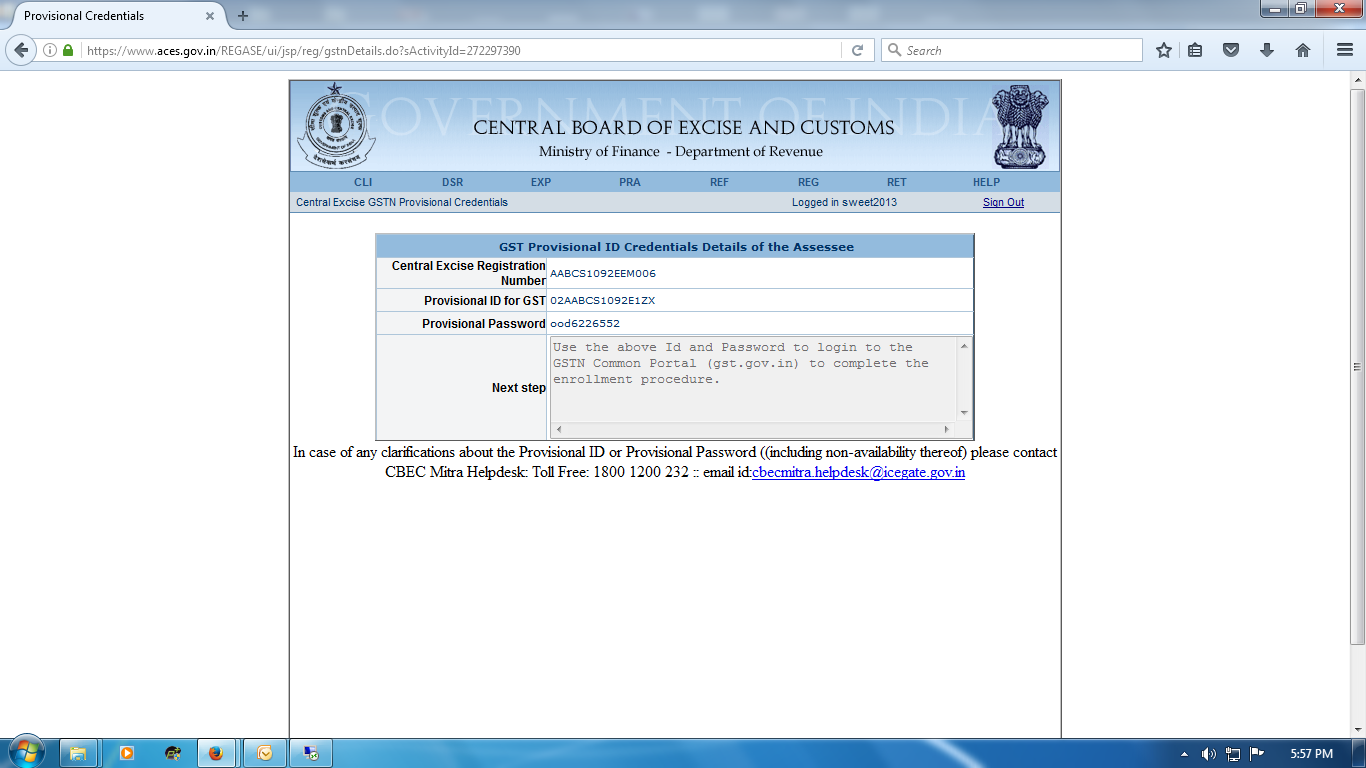 Provisional Credentials
https://www.aces.gov.in/REGASE/ui/jsp/reg/gstnDetails.do?sActivityId=272297390
Search
GOVERNMENT OF INDIA
CENTRAL BOARD OF EXCISE AND CUSTOMS
Ministry of Finance - Department of Revenue
CLI DSR EXP PRA REF REG RET HELP
Central Excise GSTN Provisional Credentials Logged in sweet2013 Sign Out
GST Provisional ID Credentials Details of the Assessee
Central Excise Registration
Number AABCS1092EEM006
Provisional ID for GST 02AABCS1092E1ZX
Provisional Password ood6226552
Next step
Use the above Id and Password to login to the
GSTN Common Portal (gst.gov.in) to complete the
enrollment procedure.
In case of any clarifications about the Provisional ID or Provisional Password ((including non-availability thereof) please contact
CBEC Mitra Helpdesk: Toll Free: 1800 1200 232 :: email id:cbecmitra.helpdesk@icegate.gov.in
5:57 PM